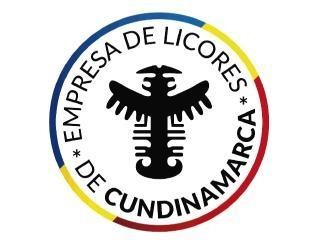 EMPRESA DE LICORES
* DE CUNDINAMARCA *